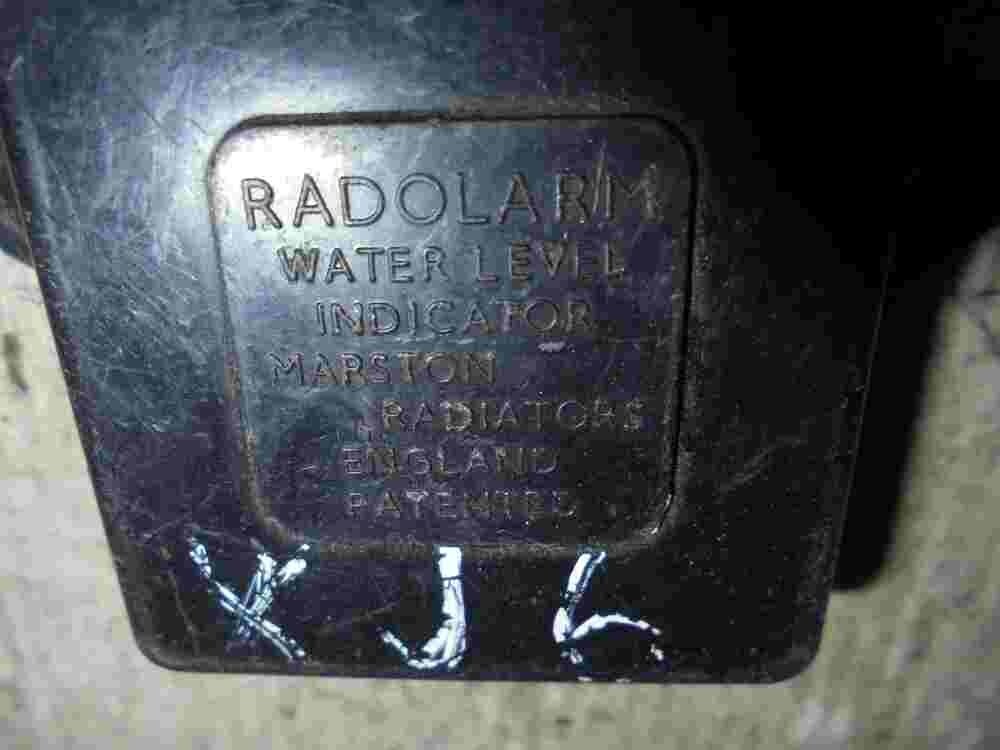 RADOLARM
WATER LEVEL
INDICATOR
MARSTON
RADIATORS
ENGLAND
PATENTED
XJ6